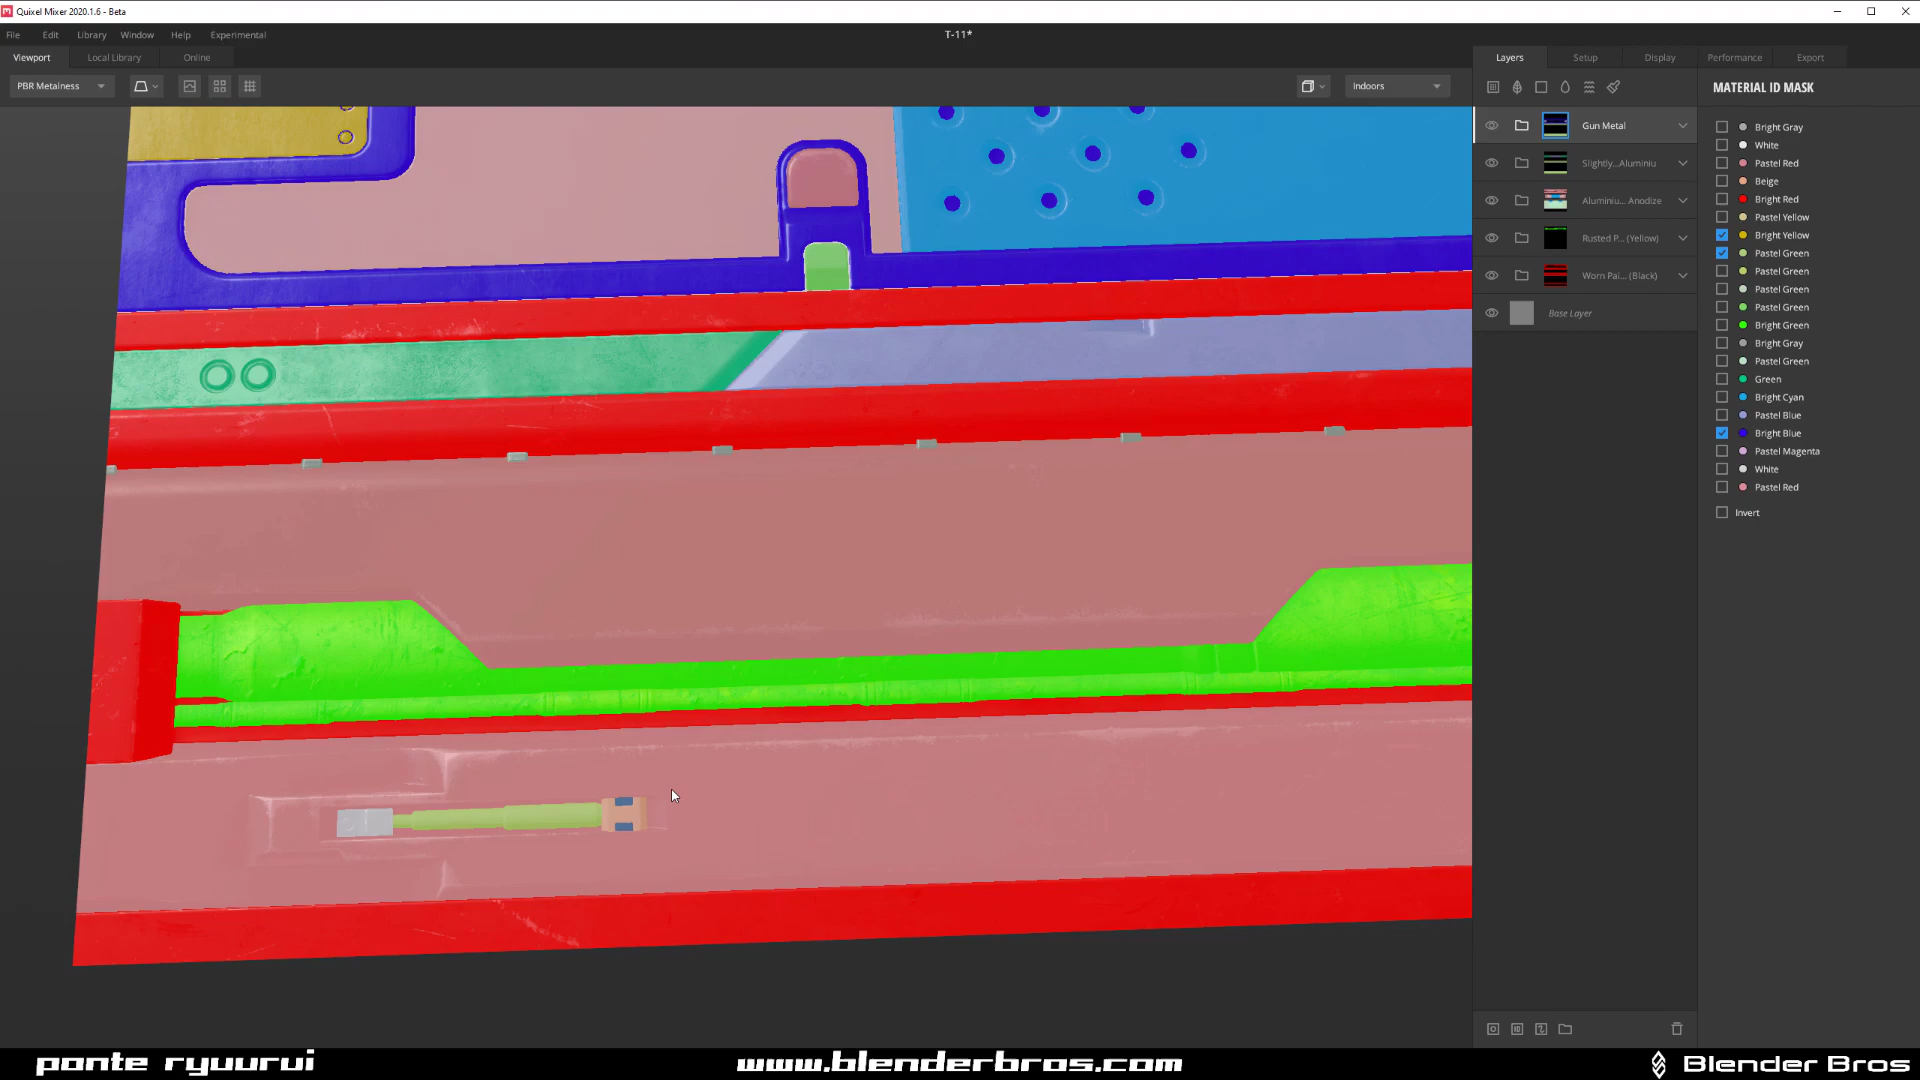 Quixel Mixer 2020.1.6 - Beta
File Edit Library Window Help Experimental
T-11*
Viewport Local Library Online
Layers Setup Display Performance Export
PBR Metalness
Indoors
MATERIAL ID MASK
Gun Metal
Slightly...Aluminiu
Aluminiu... Anodize
Rusted P... (Yellow)
Worn Pai... (Black)
Base Layer
Bright Gray
White
Pastel Red
Beige
Bright Red
Pastel Yellow
Bright Yellow
Pastel Green
Pastel Green
Pastel Green
Pastel Green
Bright Green
Bright Gray
Pastel Green
Green
Bright Cyan
Pastel Blue
Bright Blue
Pastel Magenta
White
Pastel Red
Invert
ponte ryuurui
www.blenderbros.com
Blender Bros